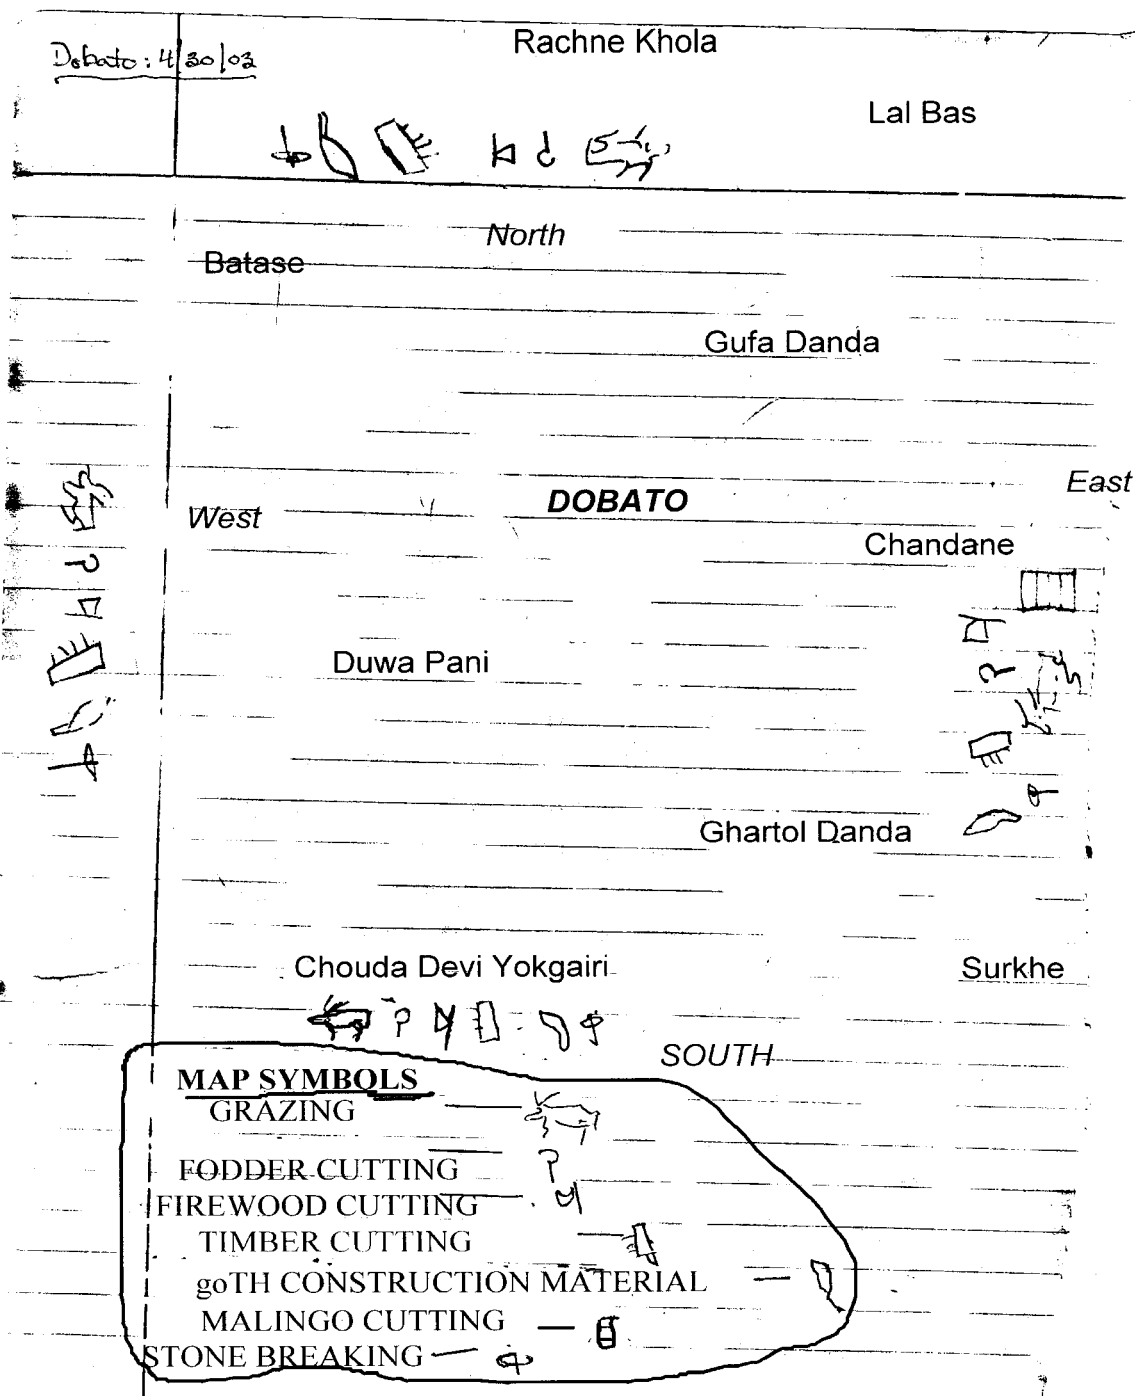 Rachne Khola
Dobato: 4/30/03
Lal Bas
North
Batase
Gufa Danda
East
DOBATO
West
Chandane
Duwa Pani
Ghartol Danda
Chouda Devi Yokgairi
Surkhe
SOUTH
MAP SYMBOLS
GRAZING
FODDER CUTTING
FIREWOOD CUTTING
TIMBER CUTTING
goTH CONSTRUCTION MATERIAL
MALINGO CUTTING
STONE BREAKING